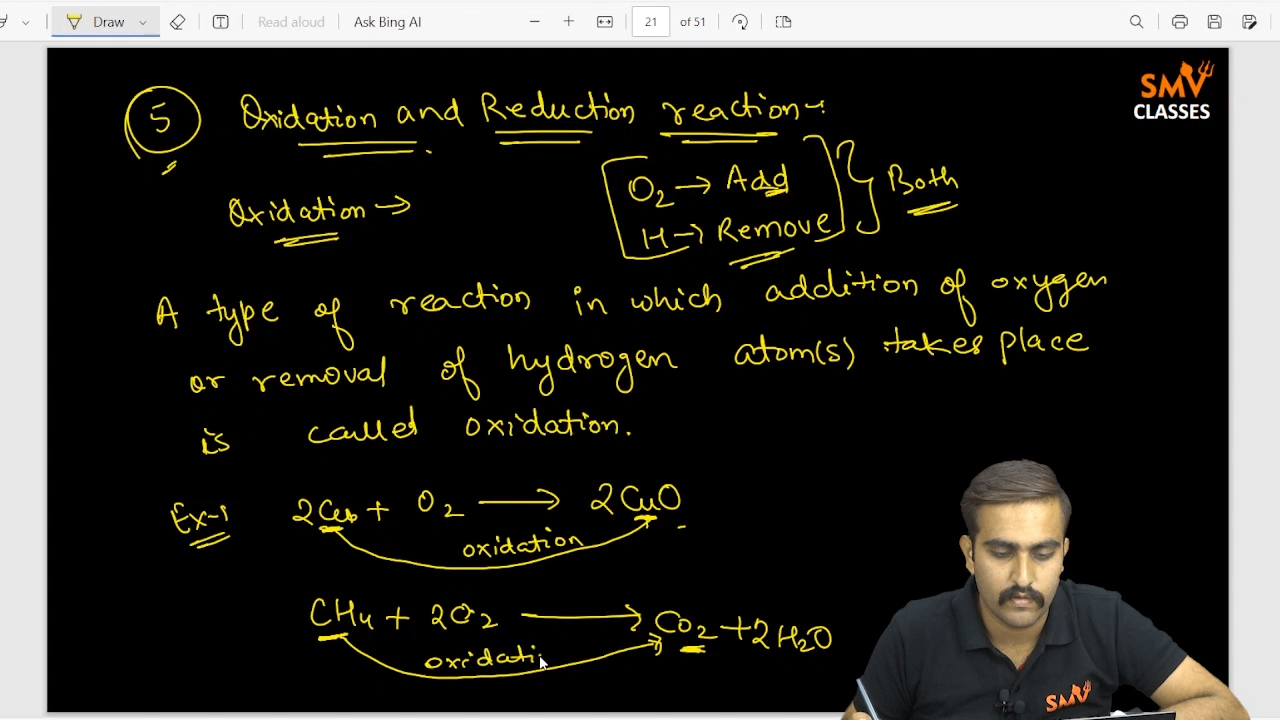 Draw
Read aloud
Ask Bing AI
21 of 51
SMV
CLASSES
5 Oxidation and Reduction reaction:
O2 → Add
H → Remove
Both
Oxidation →
A type of reaction in which addition of oxygen
or removal of hydrogen atom(s) takes place
is called oxidation.
Ex-1 2Cu + O2 → 2CuO
oxidation
CH4 + 2O2 → CO2 + 2H2O
oxidati
SMV